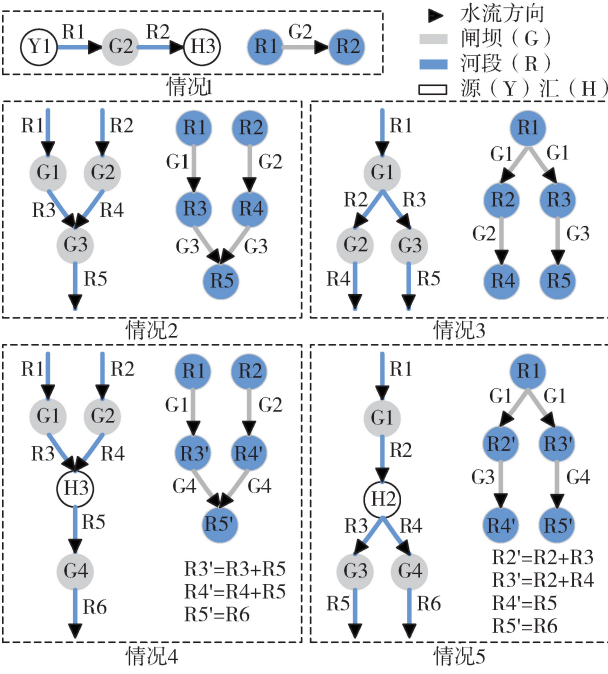 Y1 R1 G2 R2 H3 R1 G2 R2
情况1
水流方向
闸坝（G）
河段（R）
源（Y）汇（H）
R1 R2 R1 R2
G1 G2 G1 G2
R3 R4 R3 R4
G3 G3 G3
R5 R5
情况2
R1 R1
G1 G1 G1
R2 R3 R2 R3
G2 G3 G2 G3
R4 R5 R4 R5
情况3
R1 R2 R1 R2
G1 G2 G1 G2
R3 R4 R3' R4'
H3 G4 G4
R5 R5'
G4
R6
R3'=R3+R5
R4'=R4+R5
R5'=R6
情况4
R1 R1
G1 G1 G1
R2 R2' R3'
H2 G3 G4
R3 R4 R4' R5'
G3 G4
R5 R6
R2'=R2+R3
R3'=R2+R4
R4'=R5
R5'=R6
情况5